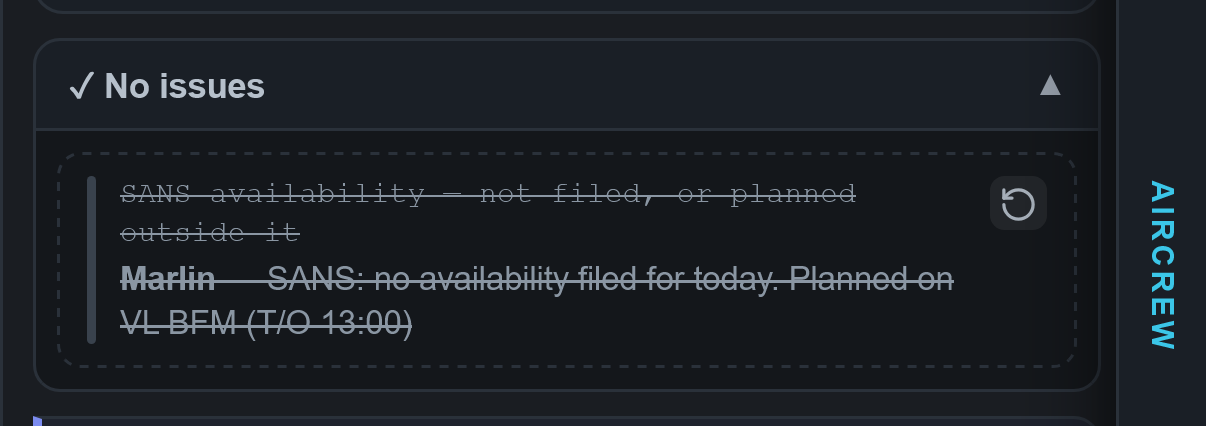 ✓ No issues
▲
SANS availability — not filed, or planned
outside it
Marlin — SANS: no availability filed for today. Planned on
VL BFM (T/O 13:00)
AIRCREW